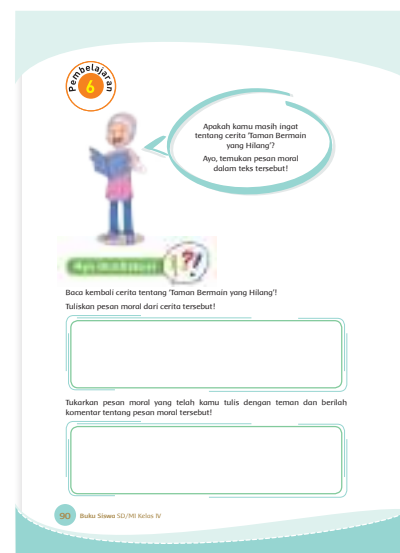 Pembelajaran
6
Apakah kamu masih ingat
tentang cerita 'Taman Bermain
yang Hilang'?
Ayo, temukan pesan moral
dalam teks tersebut!
?!
Baca kembali cerita tentang 'Taman Bermain yang Hilang'!
Tuliskan pesan moral dari cerita tersebut!
Tukarkan pesan moral yang telah kamu tulis dengan teman dan berilah
komentar tentang pesan moral tersebut!
90 Buku Siswa SD/MI Kelas IV